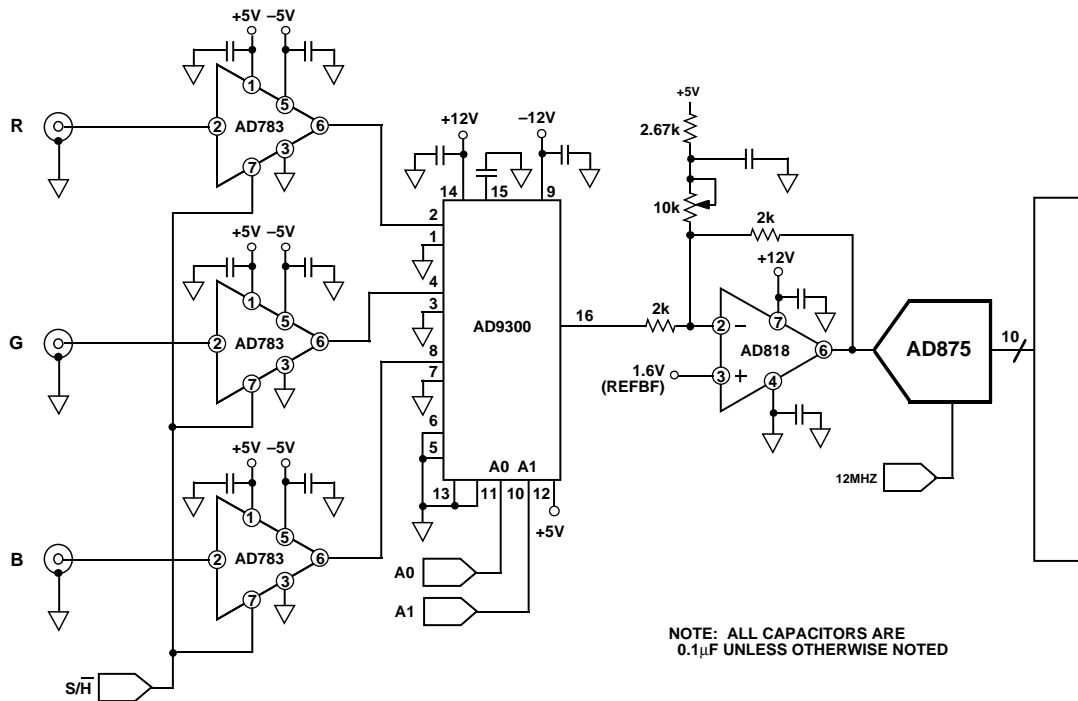 +5V –5V
1
5
R
2
AD783
6
3
7
+5V –5V
1
5
G
2
AD783
6
3
7
+5V –5V
1
5
B
2
AD783
6
3
7
S/H̅
+12V
–12V
14 15 9
2
1
4
3
8
7
6
5
AD9300
16
A0 A1
13 11 10 12
+5V
A0
A1
+5V
2.67k
10k
2k
+12V
2k
2 –
7
AD818
6
1.6V
(REFBF)
3 +
4
AD875
10
12MHZ
NOTE: ALL CAPACITORS ARE
0.1µF UNLESS OTHERWISE NOTED